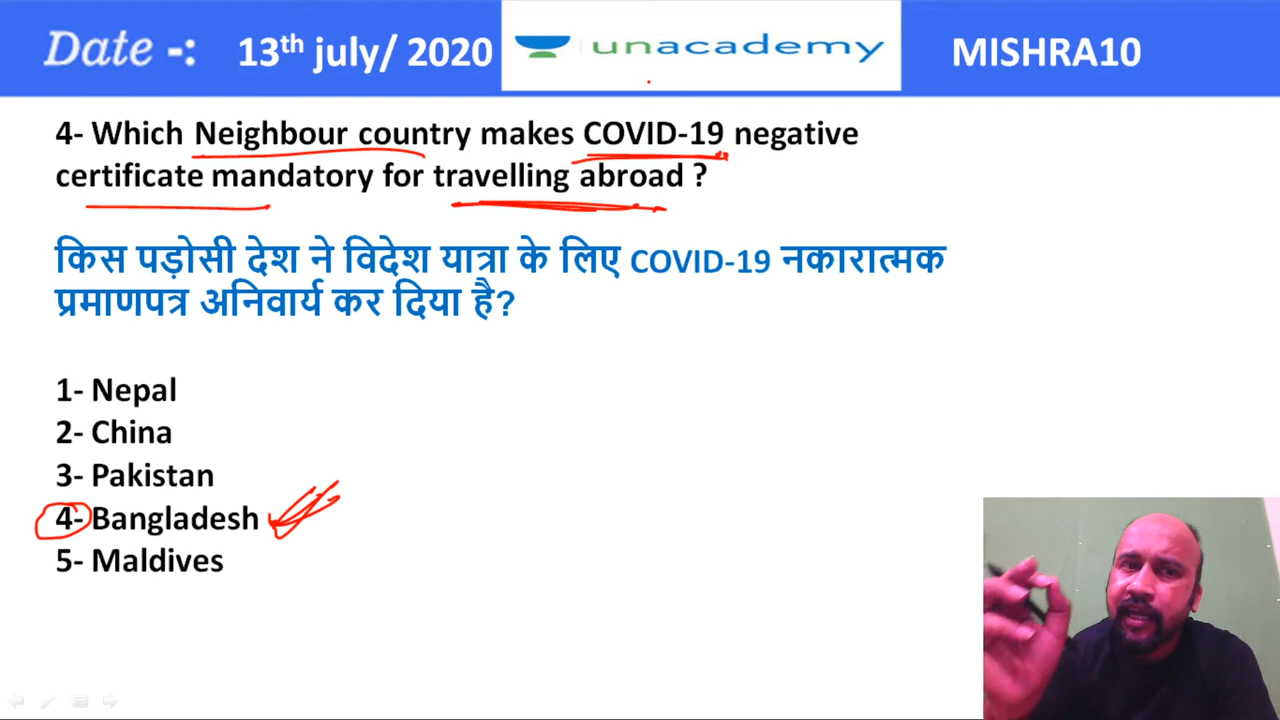 Date -: 13th july/ 2020 unacademy MISHRA10
4- Which Neighbour country makes COVID-19 negative
certificate mandatory for travelling abroad ?
किस पड़ोसी देश ने विदेश यात्रा के लिए COVID-19 नकारात्मक
प्रमाणपत्र अनिवार्य कर दिया है?
1- Nepal
2- China
3- Pakistan
4- Bangladesh
5- Maldives